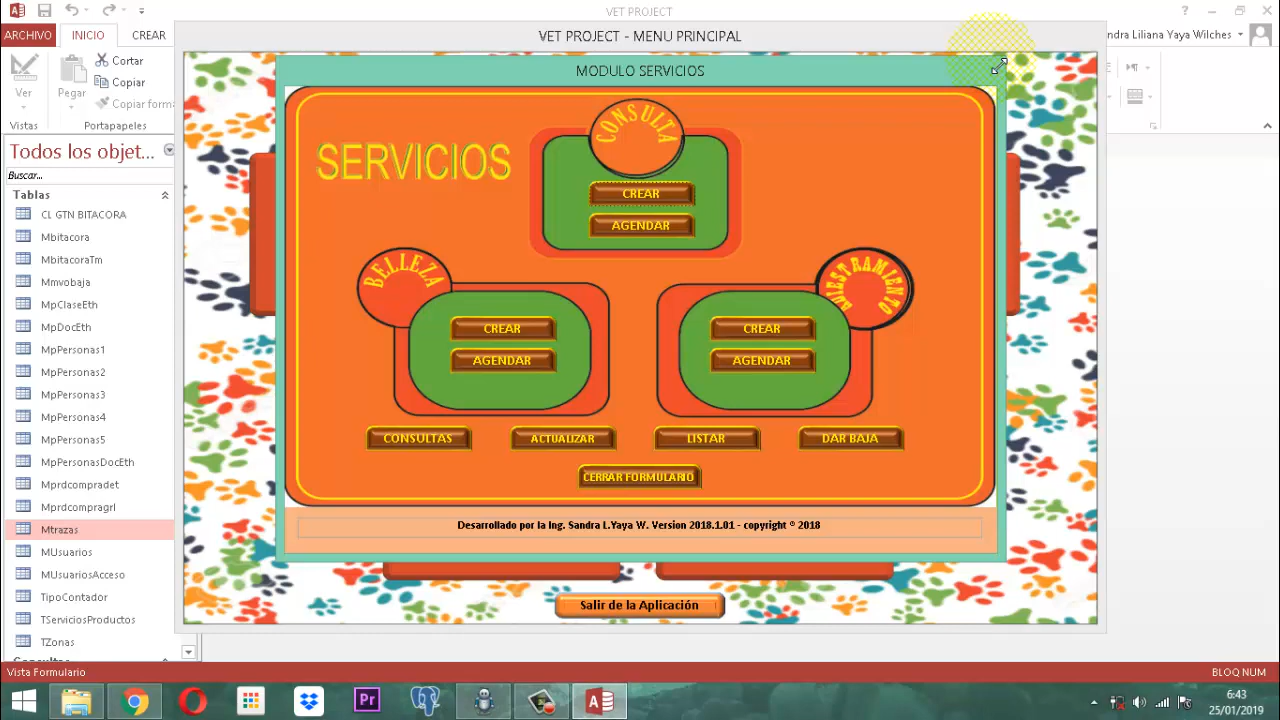 VET PROJECT
ARCHIVO
INICIO
CREAR
ndra Liliana Yaya Wilches
Ver
Pegar
Cortar
Copiar
Copiar forma
Vistas
Portapapeles
VET PROJECT - MENU PRINCIPAL
MODULO SERVICIOS
Todos los objet...
Buscar...
Tablas
CL GTN BITACORA
Mbitacora
MbitacoraTm
Mmvobaja
MpClaseEth
MpDocEth
MpPersonas1
MpPersonas2
MpPersonas3
MpPersonas4
MpPersonas5
MpPersonasDocEth
Mprdcompradet
Mprdcompragrl
Mtrazas
MUsuarios
MUsuariosAcceso
TipoContador
TServiciosProductos
TZonas
SERVICIOS
CONSULTA
CREAR
AGENDAR
BELLEZA
CREAR
AGENDAR
CREAR
AGENDAR
CONSULTAS
ACTUALIZAR
LISTAR
DAR BAJA
CERRAR FORMULARIO
Desarrollado por la Ing. Sandra L.Yaya W. Version 2018.1.01 - copyright © 2018
Salir de la Aplicación
Vista Formulario
BLOQ NUM
Pr
6:43
25/01/2019